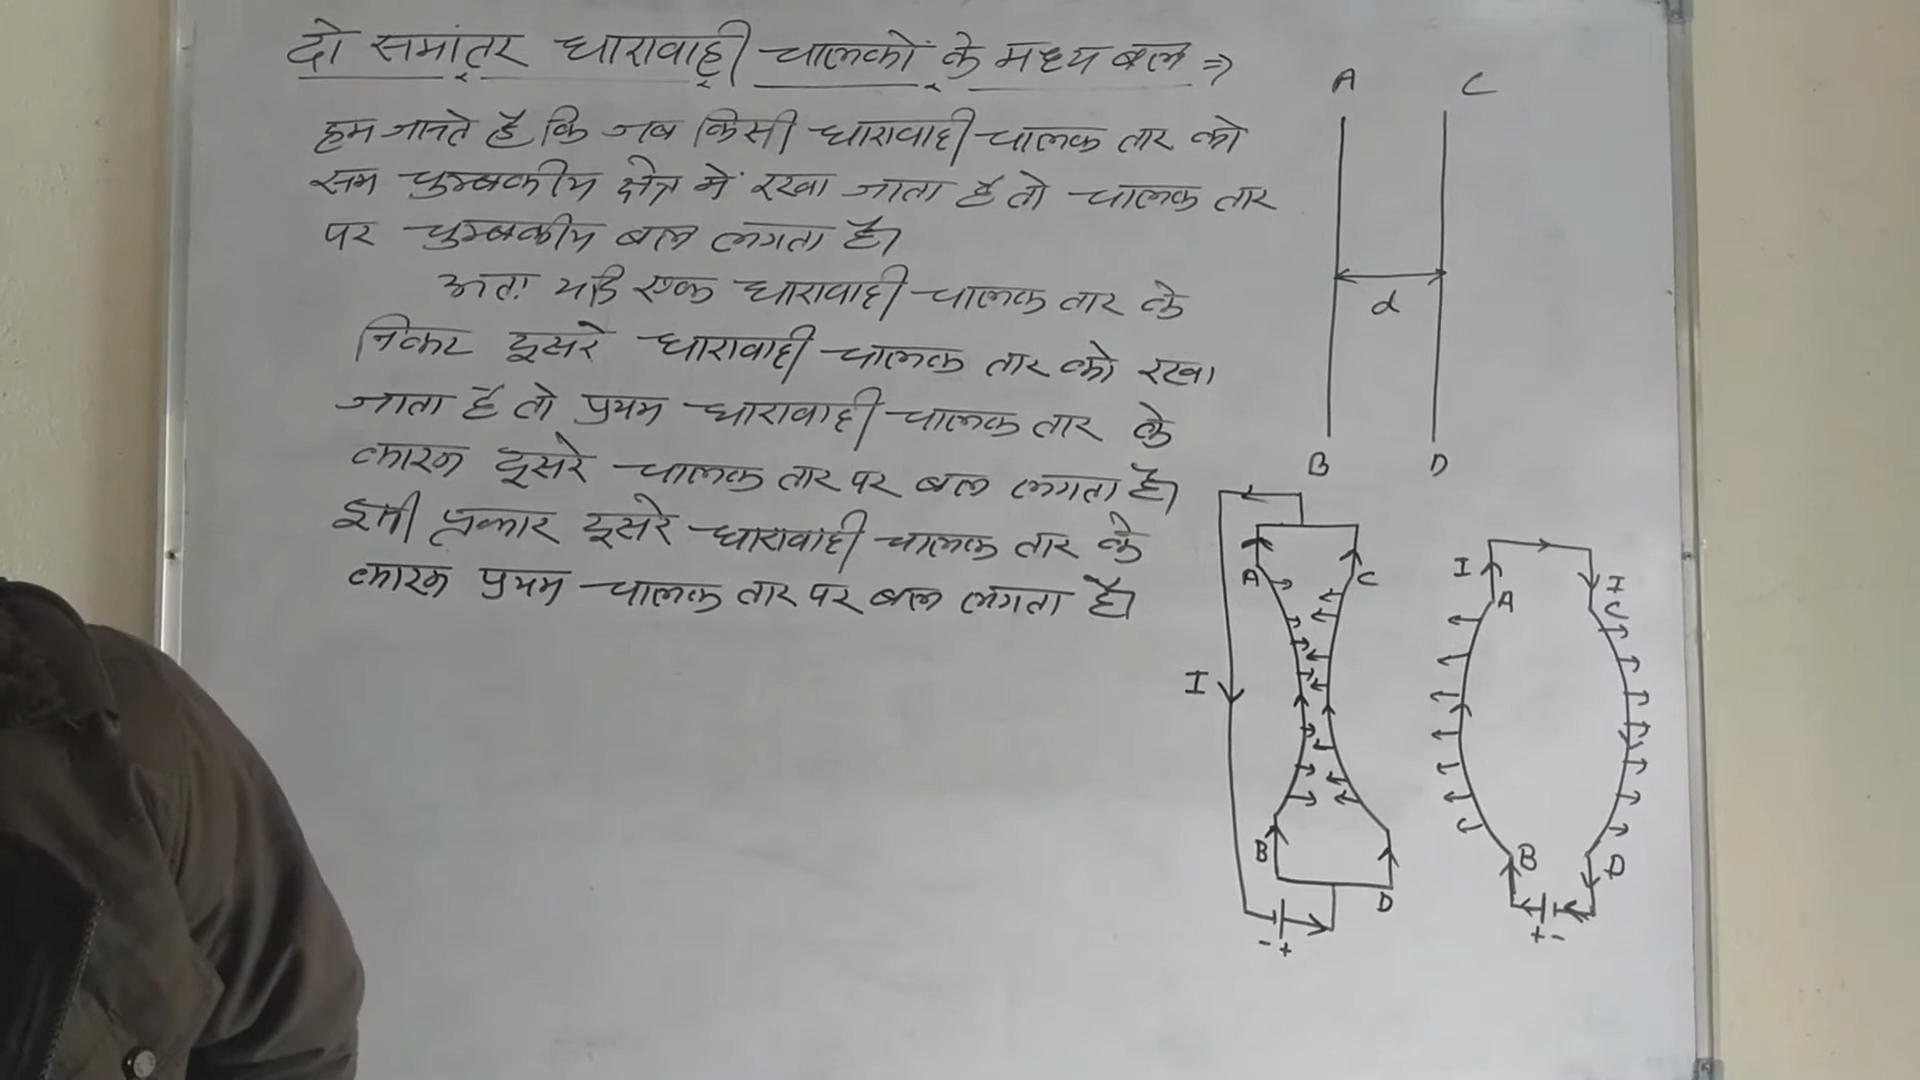 दो समांतर धारावाही चालकों के मध्य बल ⇒
हम जानते है कि जब किसी धारावाही चालक तार को
सम चुम्बकीय क्षेत्र में रखा जाता है तो चालक तार
पर चुम्बकीय बल लगता है।
अतः यदि एक धारावाही चालक तार के
निकट दूसरे धारावाही चालक तार को रखा
जाता है तो प्रथम धारावाही चालक तार के
कारण दूसरे चालक तार पर बल लगता है।
इसी प्रकार दूसरे धारावाही चालक तार के
कारण प्रथम चालक तार पर बल लगता है।
A C
d
B D
A C
I
B D
- +
I I
A C
B D
+ -